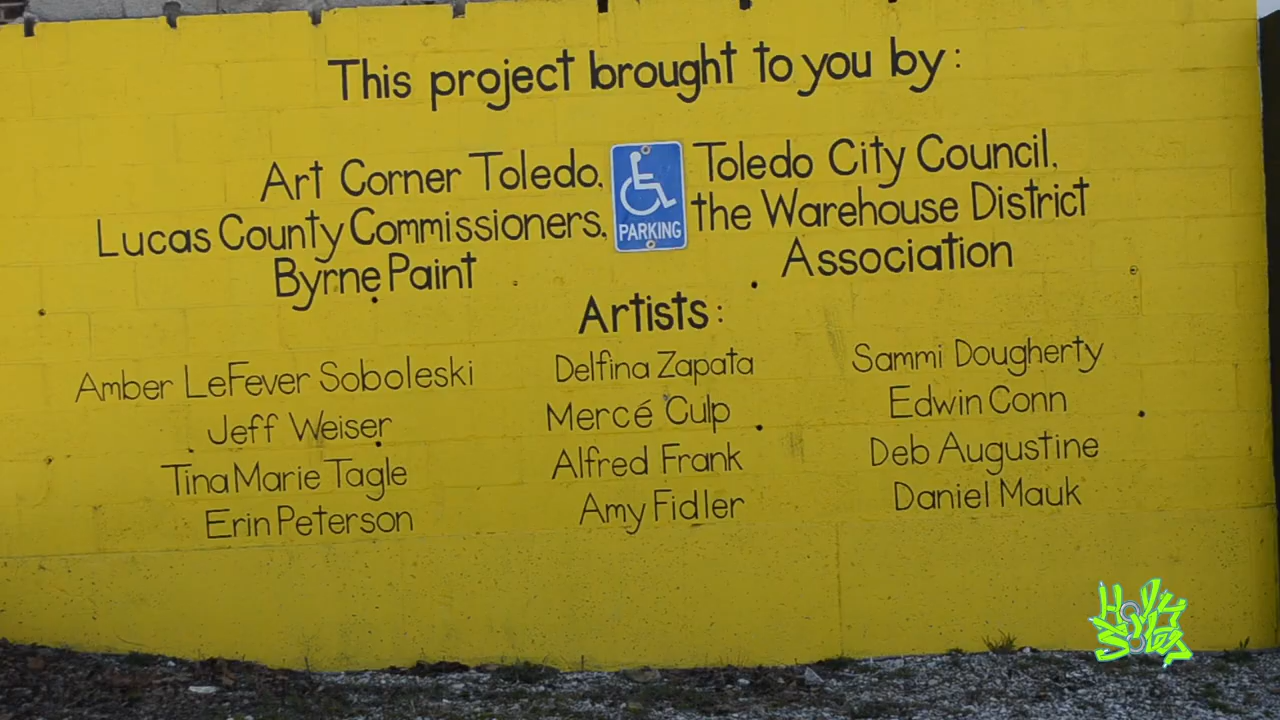 This project brought to you by:
Art Corner Toledo,
Lucas County Commissioners,
Byrne Paint
PARKING
Toledo City Council,
the Warehouse District
Association
Artists:
Amber LeFever Soboleski
Jeff Weiser
Tina Marie Tagle
Erin Peterson
Delfina Zapata
Mercé Culp
Alfred Frank
Amy Fidler
Sammi Dougherty
Edwin Conn
Deb Augustine
Daniel Mauk